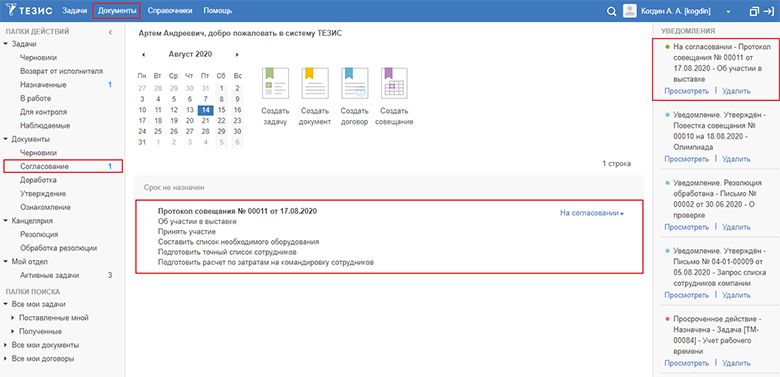 ТЕЗИС Задачи Документы Справочники Помощь Когдин А. А. [kogdin]
ПАПКИ ДЕЙСТВИЙ
Задачи
Черновики
Возврат от исполнителя
Назначенные 1
В работе
Для контроля
Наблюдаемые
Документы
Черновики
Согласование 1
Доработка
Утверждение
Ознакомление
Канцелярия
Резолюция
Обработка резолюции
Мой отдел
Активные задачи 3
ПАПКИ ПОИСКА
Все мои задачи
Поставленные мной
Полученные
Все мои документы
Все мои договоры
Артем Андреевич, добро пожаловать в систему ТЕЗИС
Август 2020
Пн Вт Ср Чт Пт Сб Вс
27 28 29 30 31 1 2
3 4 5 6 7 8 9
10 11 12 13 14 15 16
17 18 19 20 21 22 23
24 25 26 27 28 29 30
31 1 2 3 4 5 6
Создать задачу
Создать документ
Создать договор
Создать совещание
1 строка
Срок не назначен
Протокол совещания № 00011 от 17.08.2020 На согласовании
Об участии в выставке
Принять участие
Составить список необходимого оборудования
Подготовить точный список сотрудников
Подготовить расчет по затратам на командировку сотрудников
УВЕДОМЛЕНИЯ
На согласовании - Протокол
совещания № 00011 от
17.08.2020 - Об участии в
выставке
Просмотреть | Удалить
Уведомление. Утверждён -
Повестка совещания №
00010 на 18.08.2020 -
Олимпиада
Просмотреть | Удалить
Уведомление. Резолюция
обработана - Письмо №
00002 от 30.06.2020 - О
проверке
Просмотреть | Удалить
Уведомление. Утверждён -
Письмо № 04-01-00009 от
05.08.2020 - Запрос списка
сотрудников компании
Просмотреть | Удалить
Просроченное действие -
Назначена - Задача [ТМ-
00084] - Учет рабочего
времени
Просмотреть | Удалить